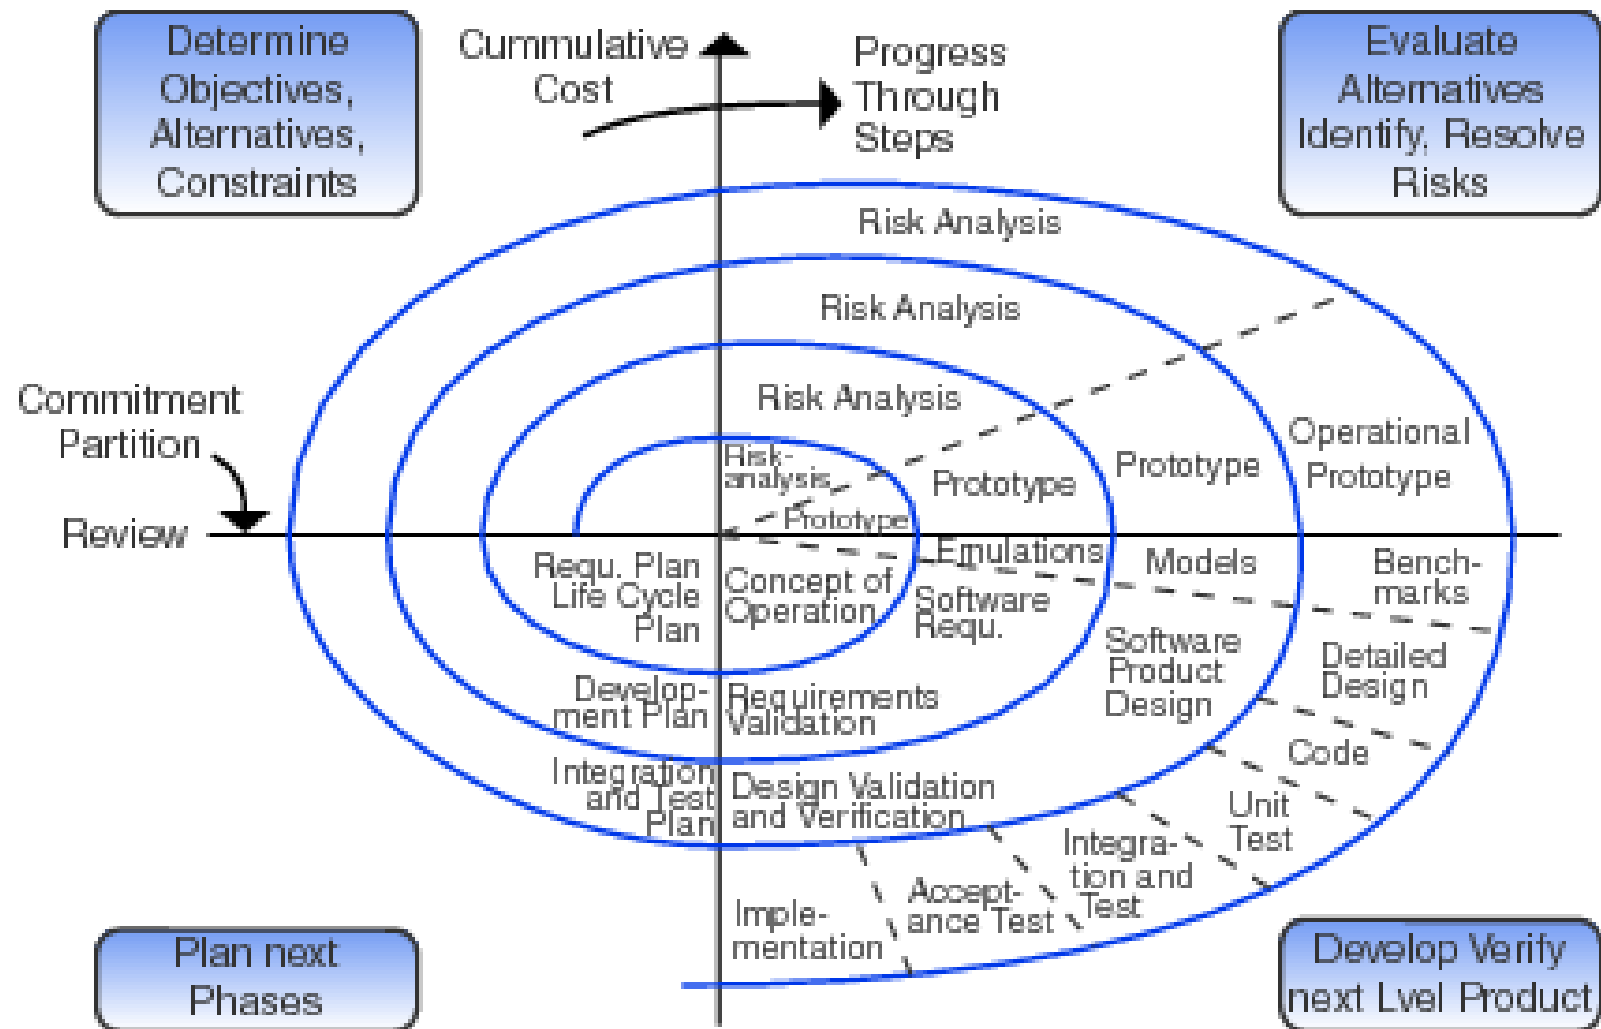 Determine
Objectives,
Alternatives,
Constraints
Cummulative
Cost
Progress
Through
Steps
Evaluate
Alternatives
Identify, Resolve
Risks
Risk Analysis
Risk Analysis
Risk Analysis
Risk-
analysis
Prototype
Prototype
Prototype
Operational
Prototype
Commitment
Partition
Review
Requ. Plan
Life Cycle
Plan
Concept of
Operation
Emulations
Software
Requ.
Models
Bench-
marks
Software
Product
Design
Detailed
Design
Develop-
ment Plan
Requirements
Validation
Code
Integration
and Test
Plan
Design Validation
and Verification
Unit
Test
Integra-
tion and
Test
Accept-
ance Test
Imple-
mentation
Plan next
Phases
Develop Verify
next Lvel Product